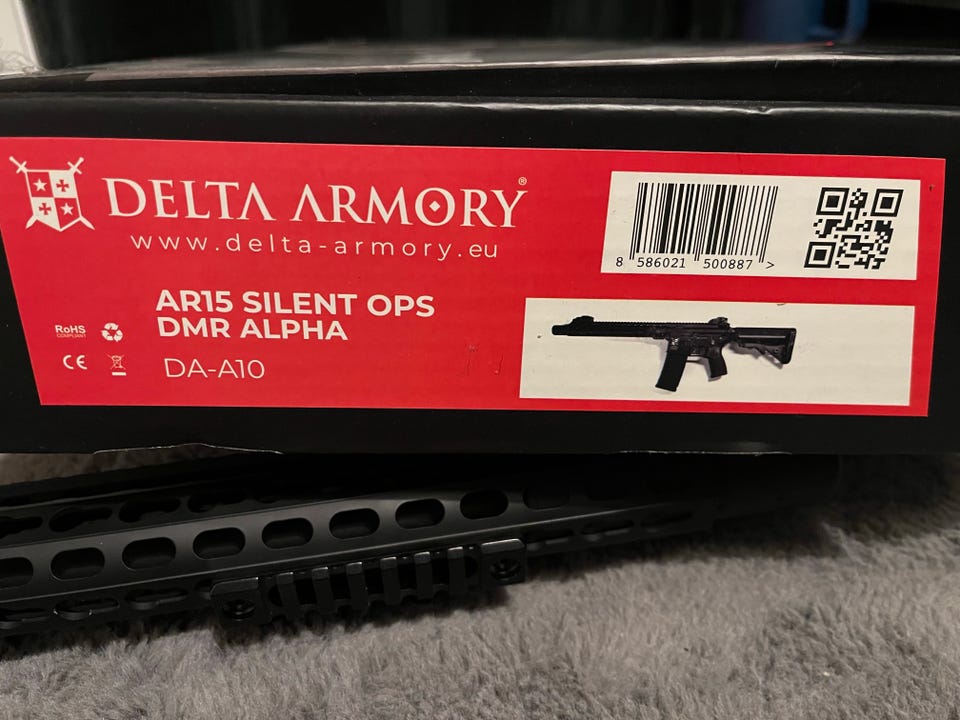 DELTA ARMORY®
www.delta-armory.eu
8 586021 500887 >
AR15 SILENT OPS
DMR ALPHA
DA-A10
RoHS
COMPLIANT
CE